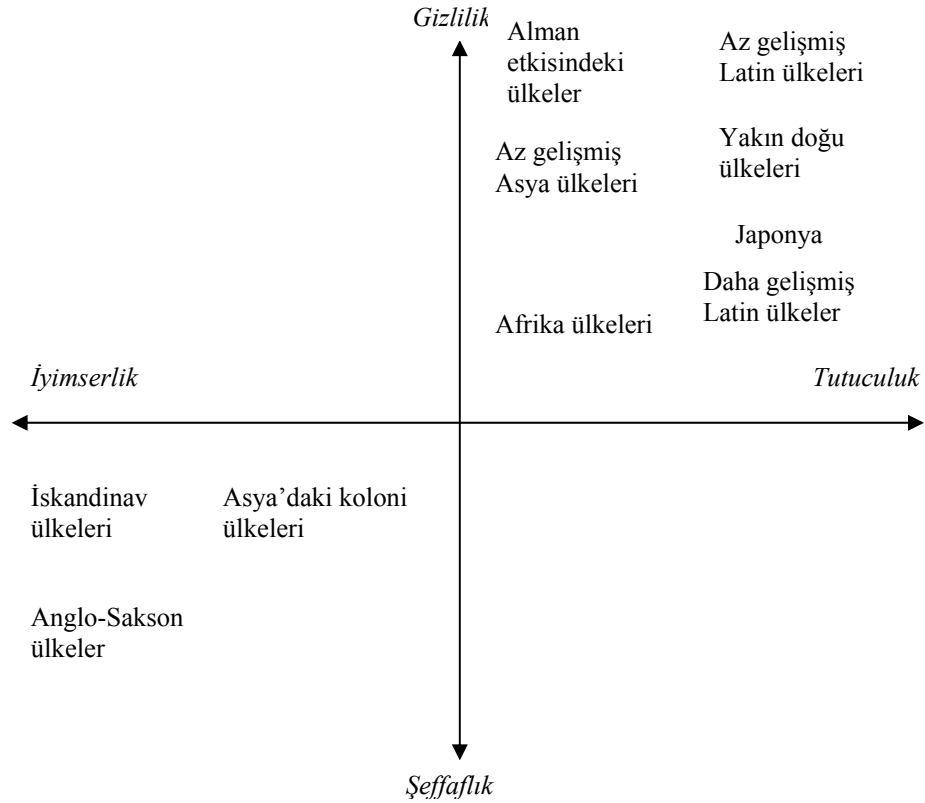 Gizlilik
Alman
etkisindeki
ülkeler
Az gelişmiş
Latin ülkeleri
Az gelişmiş
Asya ülkeleri
Yakın doğu
ülkeleri
Japonya
Daha gelişmiş
Latin ülkeler
Afrika ülkeleri
İyimserlik
Tutuculuk
İskandinav
ülkeleri
Asya’daki koloni
ülkeleri
Anglo-Sakson
ülkeler
Şeffaflık